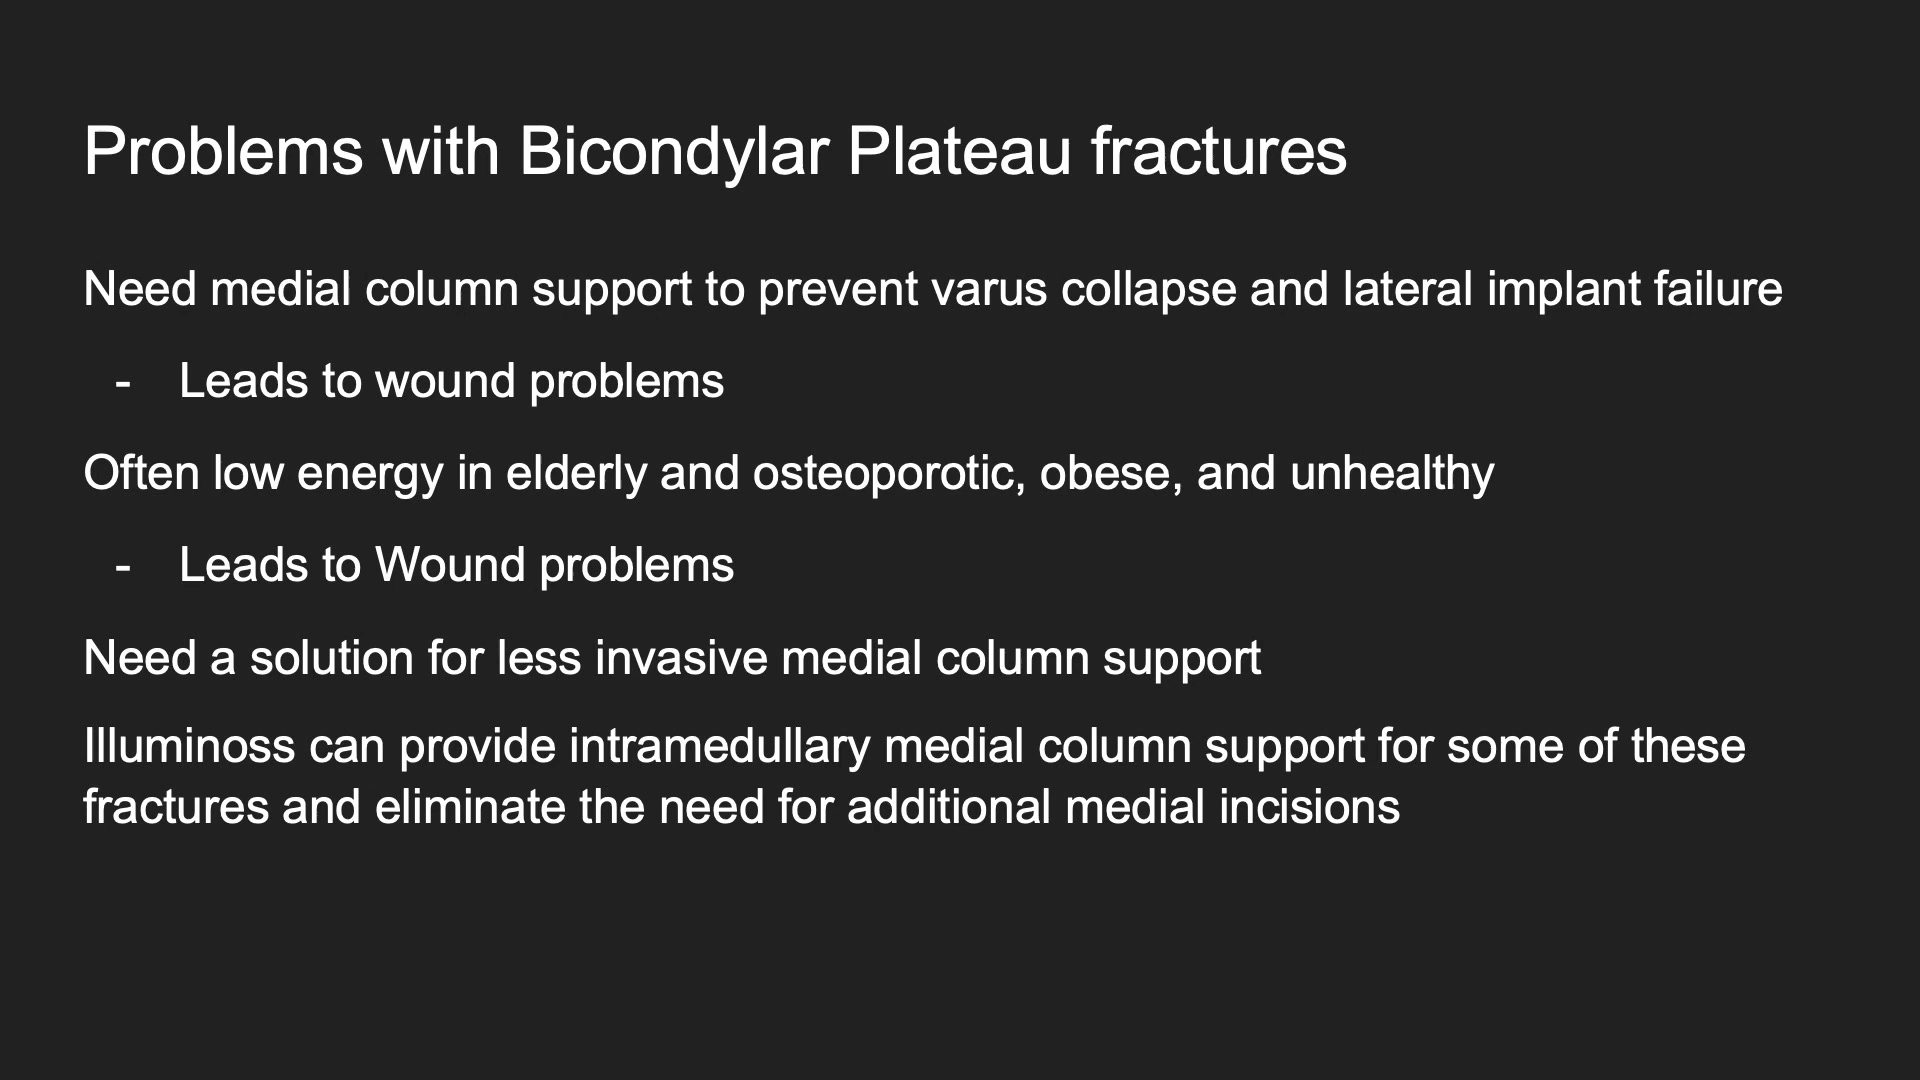 Problems with Bicondylar Plateau fractures
Need medial column support to prevent varus collapse and lateral implant failure
- Leads to wound problems
Often low energy in elderly and osteoporotic, obese, and unhealthy
- Leads to Wound problems
Need a solution for less invasive medial column support
Illuminoss can provide intramedullary medial column support for some of these
fractures and eliminate the need for additional medial incisions